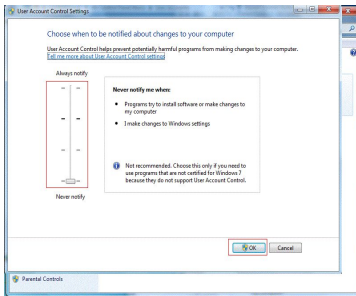 User Account Control Settings
Choose when to be notified about changes to your computer
User Account Control helps prevent potentially harmful programs from making changes to your computer.
Tell me more about User Account Control settings
Always notify
Never notify me when:
Programs try to install software or make changes to
my computer
I make changes to Windows settings
Not recommended. Choose this only if you need to
use programs that are not certified for Windows 7
because they do not support User Account Control.
Never notify
OK
Cancel
Parental Controls